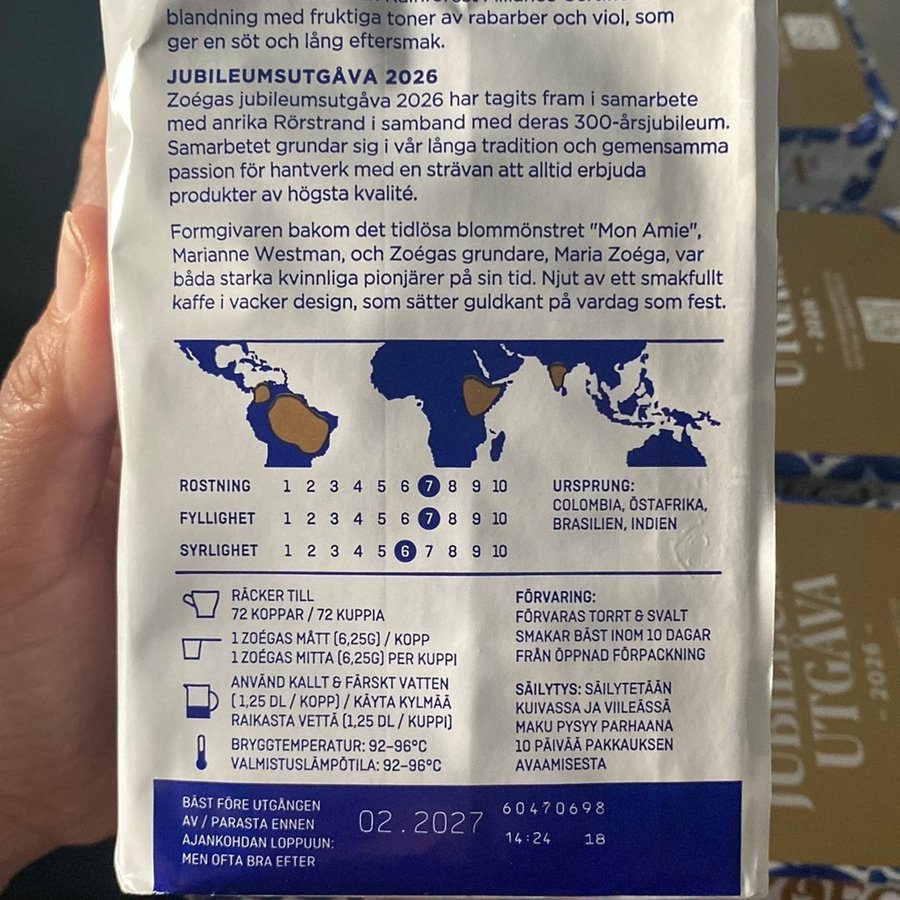 blandning med fruktiga toner av rabarber och viol, som
ger en söt och lång eftersmak.
JUBILEUMSUTGÅVA 2026
Zoégas jubileumsutgåva 2026 har tagits fram i samarbete
med anrika Rörstrand i samband med deras 300-årsjubileum.
Samarbetet grundar sig i vår långa tradition och gemensamma
passion för hantverk med en strävan att alltid erbjuda
produkter av högsta kvalité.
Formgivaren bakom det tidlösa blommönstret "Mon Amie",
Marianne Westman, och Zoégas grundare, Maria Zoéga, var
båda starka kvinnliga pionjärer på sin tid. Njut av ett smakfullt
kaffe i vacker design, som sätter guldkant på vardag som fest.
ROSTNING 1 2 3 4 5 6 7 8 9 10
FYLLIGHET 1 2 3 4 5 6 7 8 9 10
SYRLIGHET 1 2 3 4 5 6 7 8 9 10
URSPRUNG:
COLOMBIA, ÖSTAFRIKA,
BRASILIEN, INDIEN
RÄCKER TILL
72 KOPPAR / 72 KUPPIA
1 ZOÉGAS MÅTT (6,25G) / KOPP
1 ZOÉGAS MITTA (6,25G) PER KUPPI
ANVÄND KALLT & FÄRSKT VATTEN
(1,25 DL / KOPP) / KÄYTÄ KYLMÄÄ
RAIKASTA VETTÄ (1,25 DL / KUPPI)
BRYGGTEMPERATUR: 92–96°C
VALMISTUSLÄMPÖTILA: 92–96°C
FÖRVARING:
FÖRVARAS TORRT & SVALT
SMAKAR BÄST INOM 10 DAGAR
FRÅN ÖPPNAD FÖRPACKNING
SÄILYTYS: SÄILYTETÄÄN
KUIVASSA JA VIILEÄSSÄ
MAKU PYSYY PARHAANA
10 PÄIVÄÄ PAKKAUKSEN
AVAAMISESTA
BÄST FÖRE UTGÅNGEN
AV / PARASTA ENNEN
AJANKOHDAN LOPPUUN:
MEN OFTA BRA EFTER
02.2027
60470698
14:24 18
UTGÅVA
2026